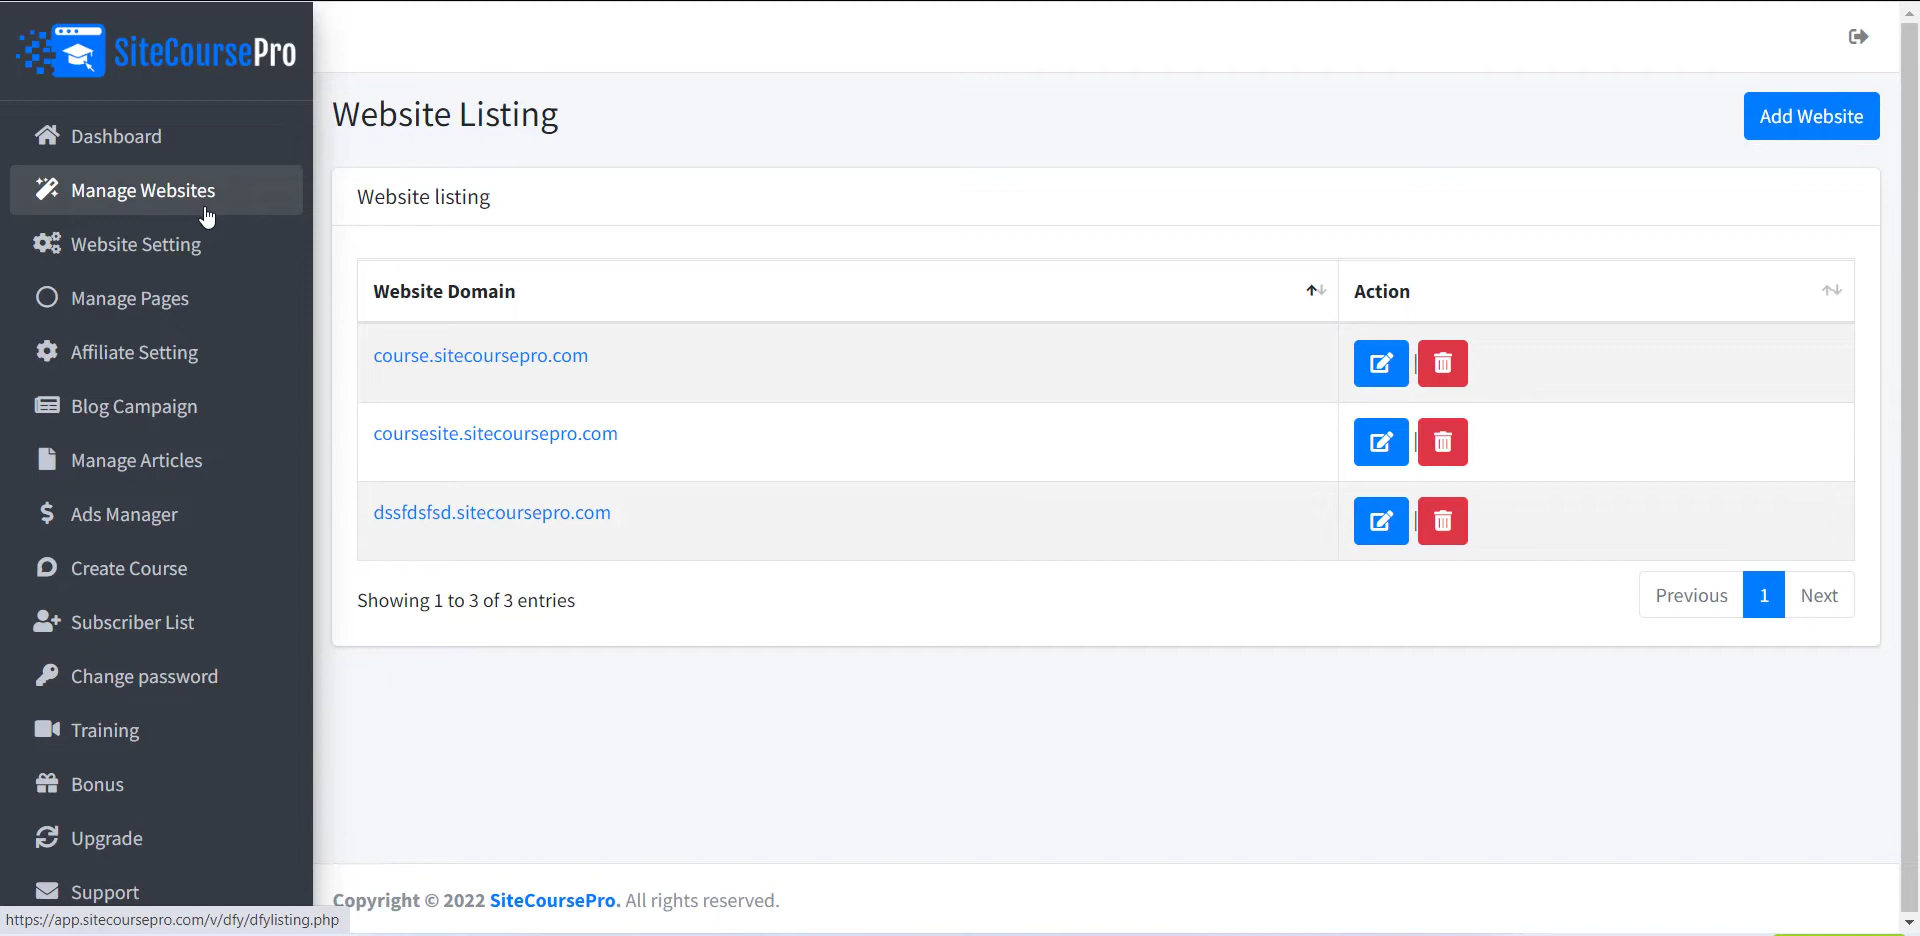 SiteCoursePro
Dashboard
Manage Websites
Website Setting
Manage Pages
Affiliate Setting
Blog Campaign
Manage Articles
Ads Manager
Create Course
Subscriber List
Change password
Training
Bonus
Upgrade
Support
https://app.sitecoursepro.com/v/dfy/dfylisting.php
Website Listing
Add Website
Website listing
Website Domain
Action
course.sitecoursepro.com
|
coursesite.sitecoursepro.com
|
dssfdsfsd.sitecoursepro.com
|
Showing 1 to 3 of 3 entries
Previous 1 Next
Copyright © 2022 SiteCoursePro. All rights reserved.